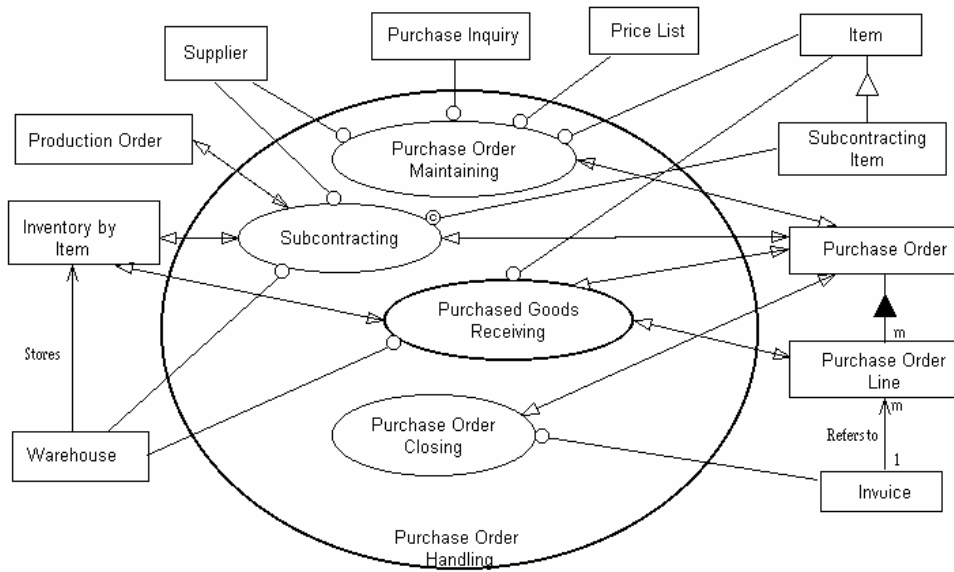 Purchase Inquiry
Price List
Item
Supplier
Production Order
Purchase Order
Maintaining
Subcontracting
Item
Inventory by
Item
Subcontracting
c
Purchase Order
Purchased Goods
Receiving
m
Stores
Purchase Order
Line
m
Purchase Order
Closing
Refers to
Warehouse
1
Invuice
Purchase Order
Handling